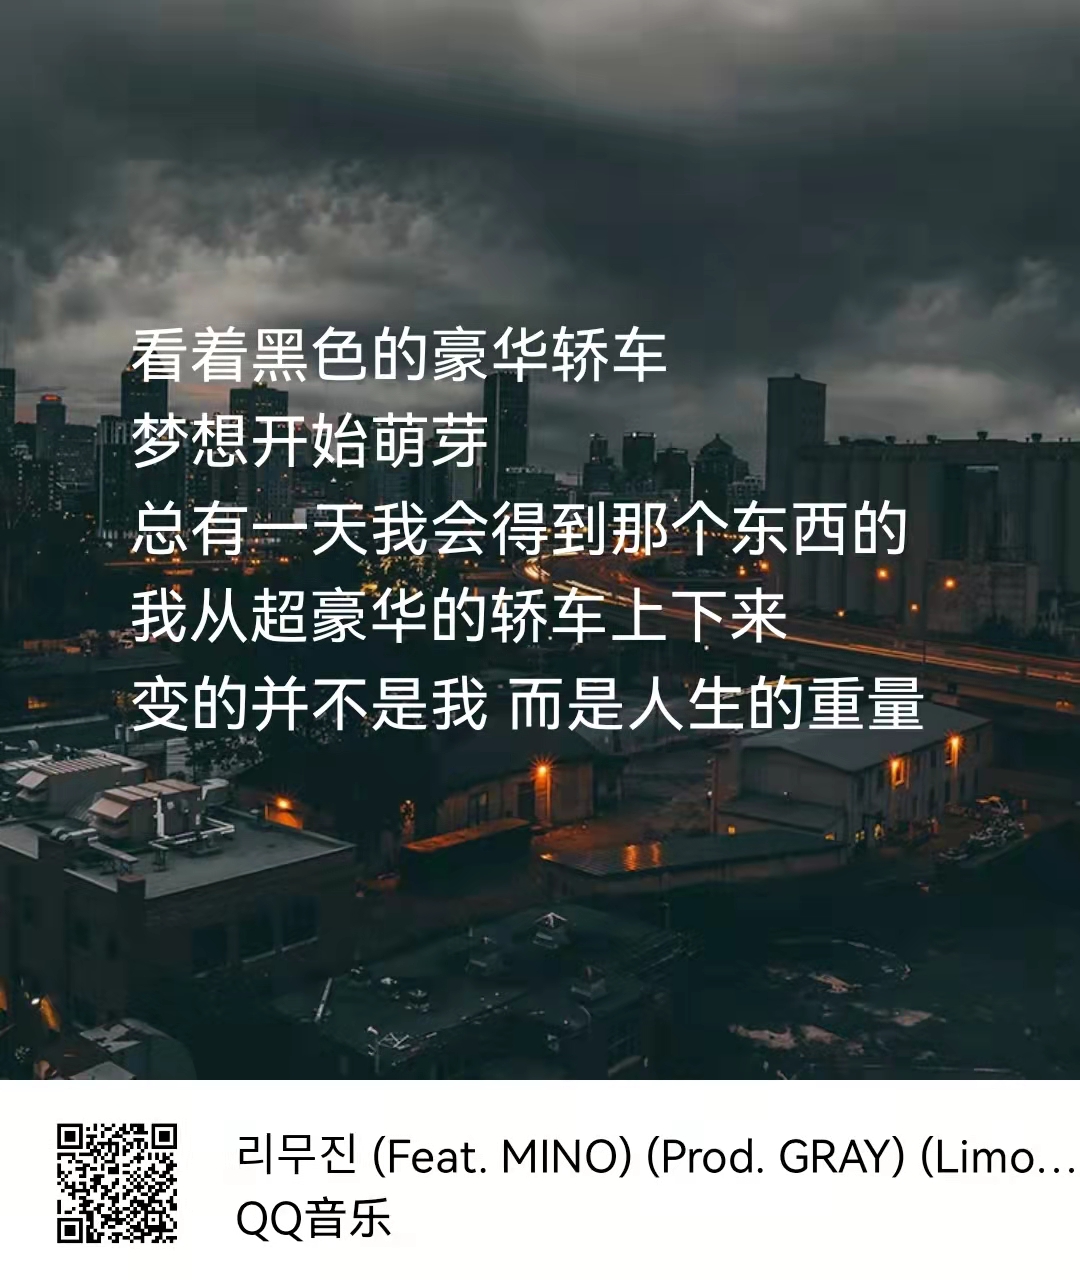 看着黑色的豪华轿车
梦想开始萌芽
总有一天我会得到那个东西的
我从超豪华的轿车上下来
变的并不是我 而是人生的重量
리무진 (Feat. MINO) (Prod. GRAY) (Limo...
QQ音乐